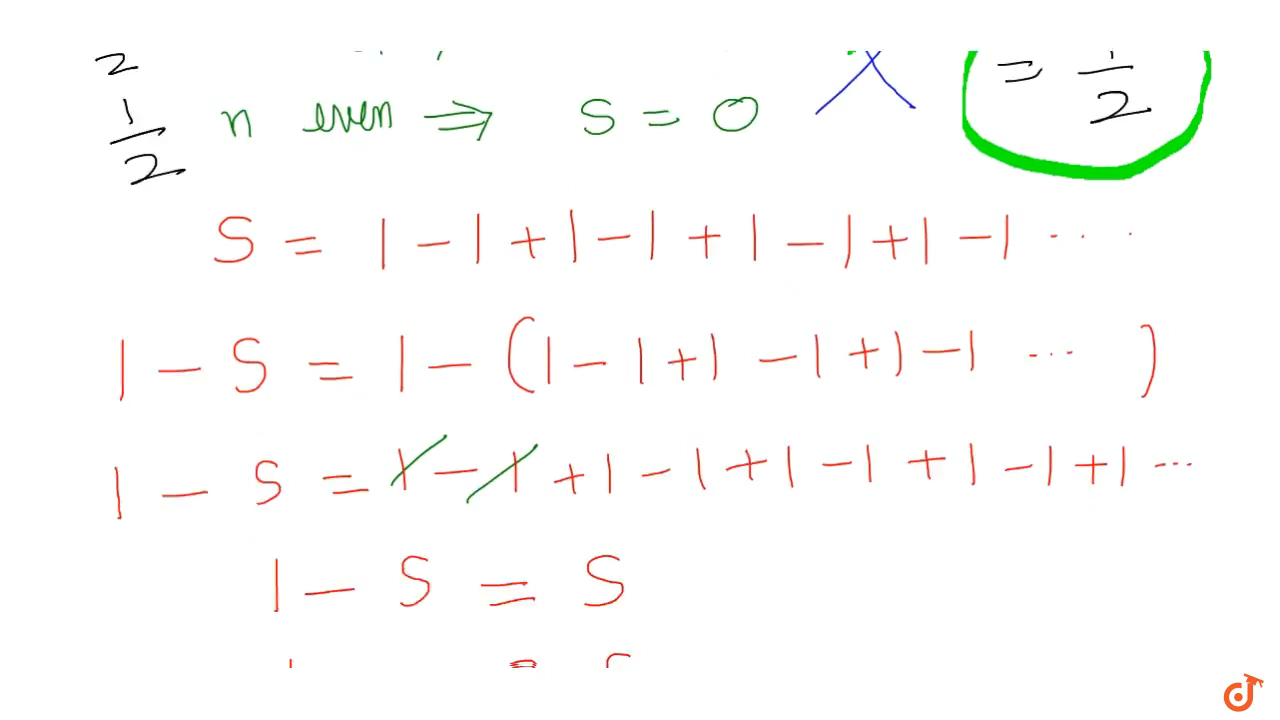 2
1/2 n even ⇒ S = 0 = 1/2
S = 1 - 1 + 1 - 1 + 1 - 1 + 1 - 1 ....
1 - S = 1 - (1 - 1 + 1 - 1 + 1 - 1 ... )
1 - S = 1 - 1 + 1 - 1 + 1 - 1 + 1 - 1 + 1 ...
1 - S = S